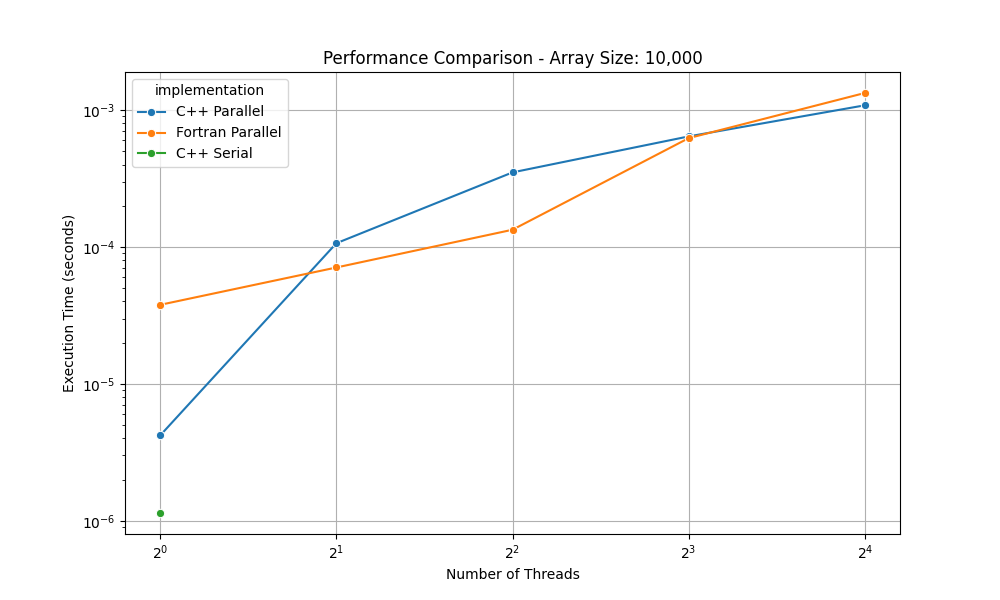 Performance Comparison - Array Size: 10,000
implementation
C++ Parallel
Fortran Parallel
C++ Serial
Execution Time (seconds)
10⁻³
10⁻⁴
10⁻⁵
10⁻⁶
2⁰ 2¹ 2² 2³ 2⁴
Number of Threads